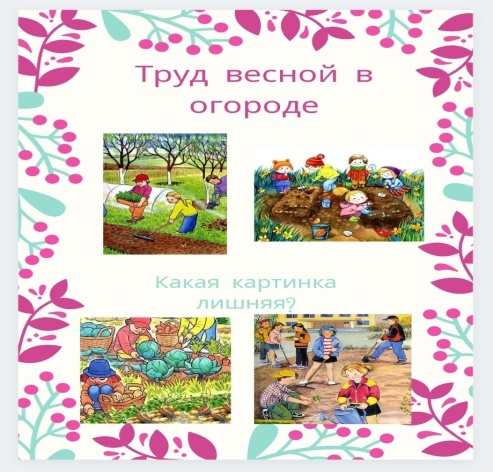 Труд весной в
огороде
Какая картинка
лишняя?